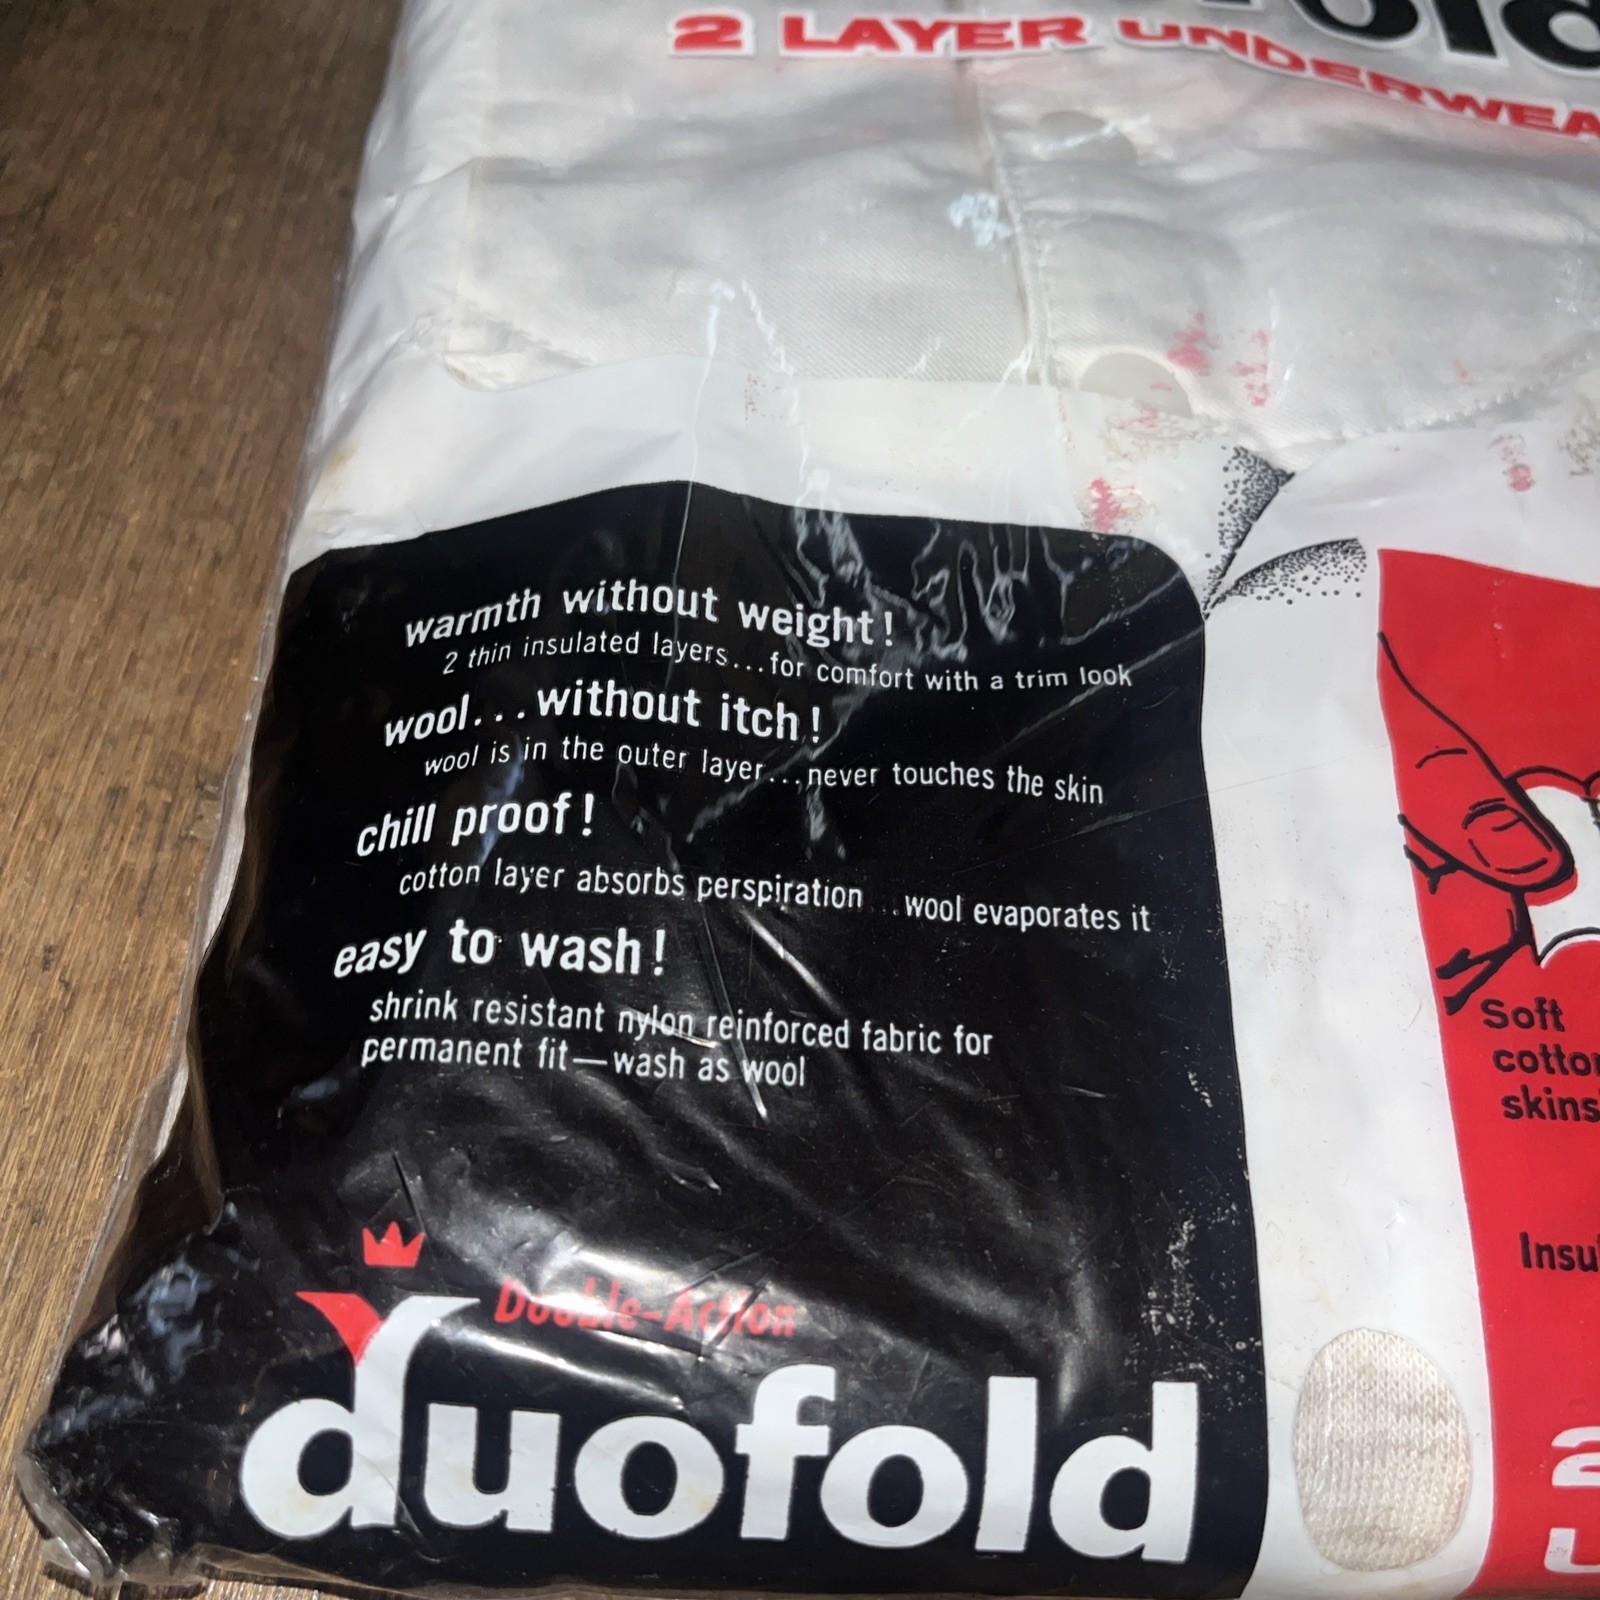 2 LAYER UNDERWEA
warmth without weight!
2 thin insulated layers...for comfort with a trim look
wool...without itch!
wool is in the outer layer...never touches the skin
chill proof!
cotton layer absorbs perspiration...wool evaporates it
easy to wash!
shrink resistant nylon reinforced fabric for
permanent fit—wash as wool
Double-Action
duofold
Soft
cotto
skins
Insu
2
L